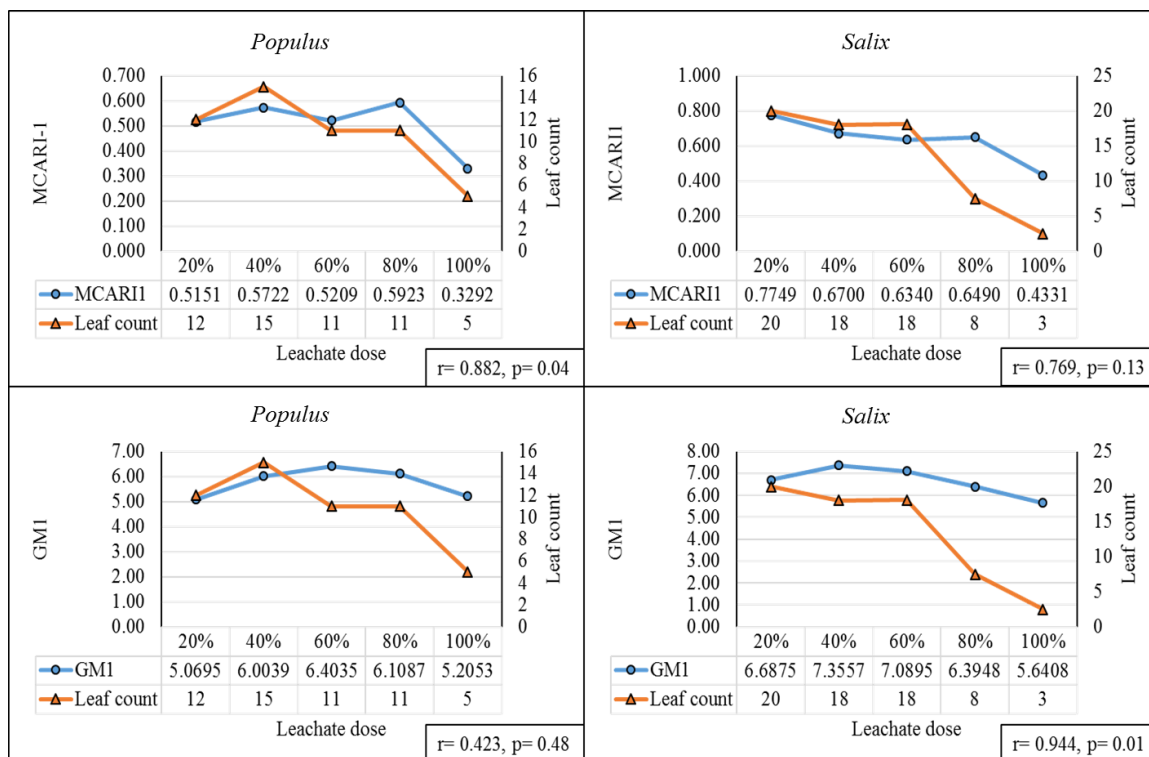 Populus
MCARI-1
0.700
0.600
0.500
0.400
0.300
0.200
0.100
0.000
16
14
12
10
8
6
4
2
0
Leaf count
20% 40% 60% 80% 100%
MCARI1 0.5151 0.5722 0.5209 0.5923 0.3292
Leaf count 12 15 11 11 5
Leachate dose
r= 0.882, p= 0.04
Salix
MCARI1
1.000
0.800
0.600
0.400
0.200
0.000
25
20
15
10
5
0
Leaf count
20% 40% 60% 80% 100%
MCARI1 0.7749 0.6700 0.6340 0.6490 0.4331
Leaf count 20 18 18 8 3
Leachate dose
r= 0.769, p= 0.13
Populus
GM1
7.00
6.00
5.00
4.00
3.00
2.00
1.00
0.00
16
14
12
10
8
6
4
2
0
Leaf count
20% 40% 60% 80% 100%
GM1 5.0695 6.0039 6.4035 6.1087 5.2053
Leaf count 12 15 11 11 5
Leachate dose
r= 0.423, p= 0.48
Salix
GM1
8.00
7.00
6.00
5.00
4.00
3.00
2.00
1.00
0.00
25
20
15
10
5
0
Leaf count
20% 40% 60% 80% 100%
GM1 6.6875 7.3557 7.0895 6.3948 5.6408
Leaf count 20 18 18 8 3
Leachate dose
r= 0.944, p= 0.01